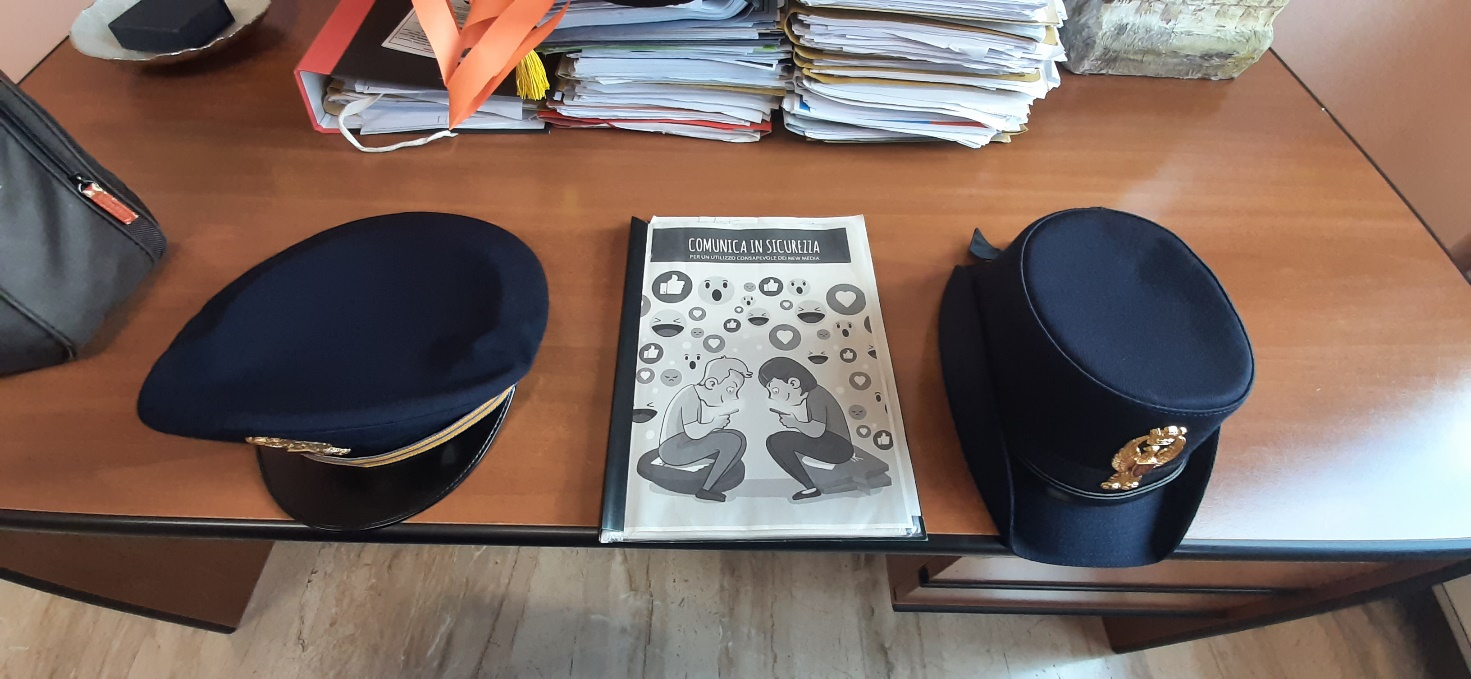 COMUNICA IN SICUREZZA
PER UN UTILIZZO CONSAPEVOLE DEI NEW MEDIA